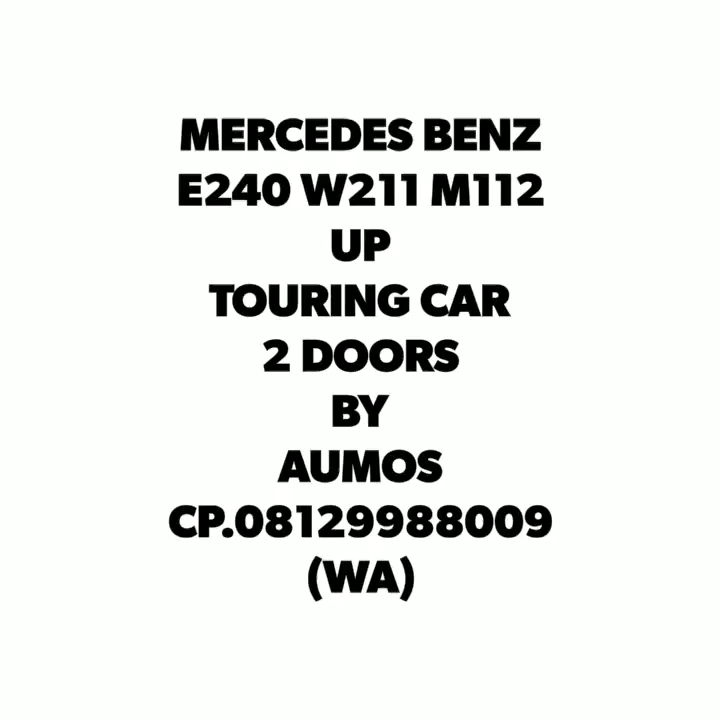 MERCEDES BENZ
E240 W211 M112
UP
TOURING CAR
2 DOORS
BY
AUMOS
CP.08129988009
(WA)